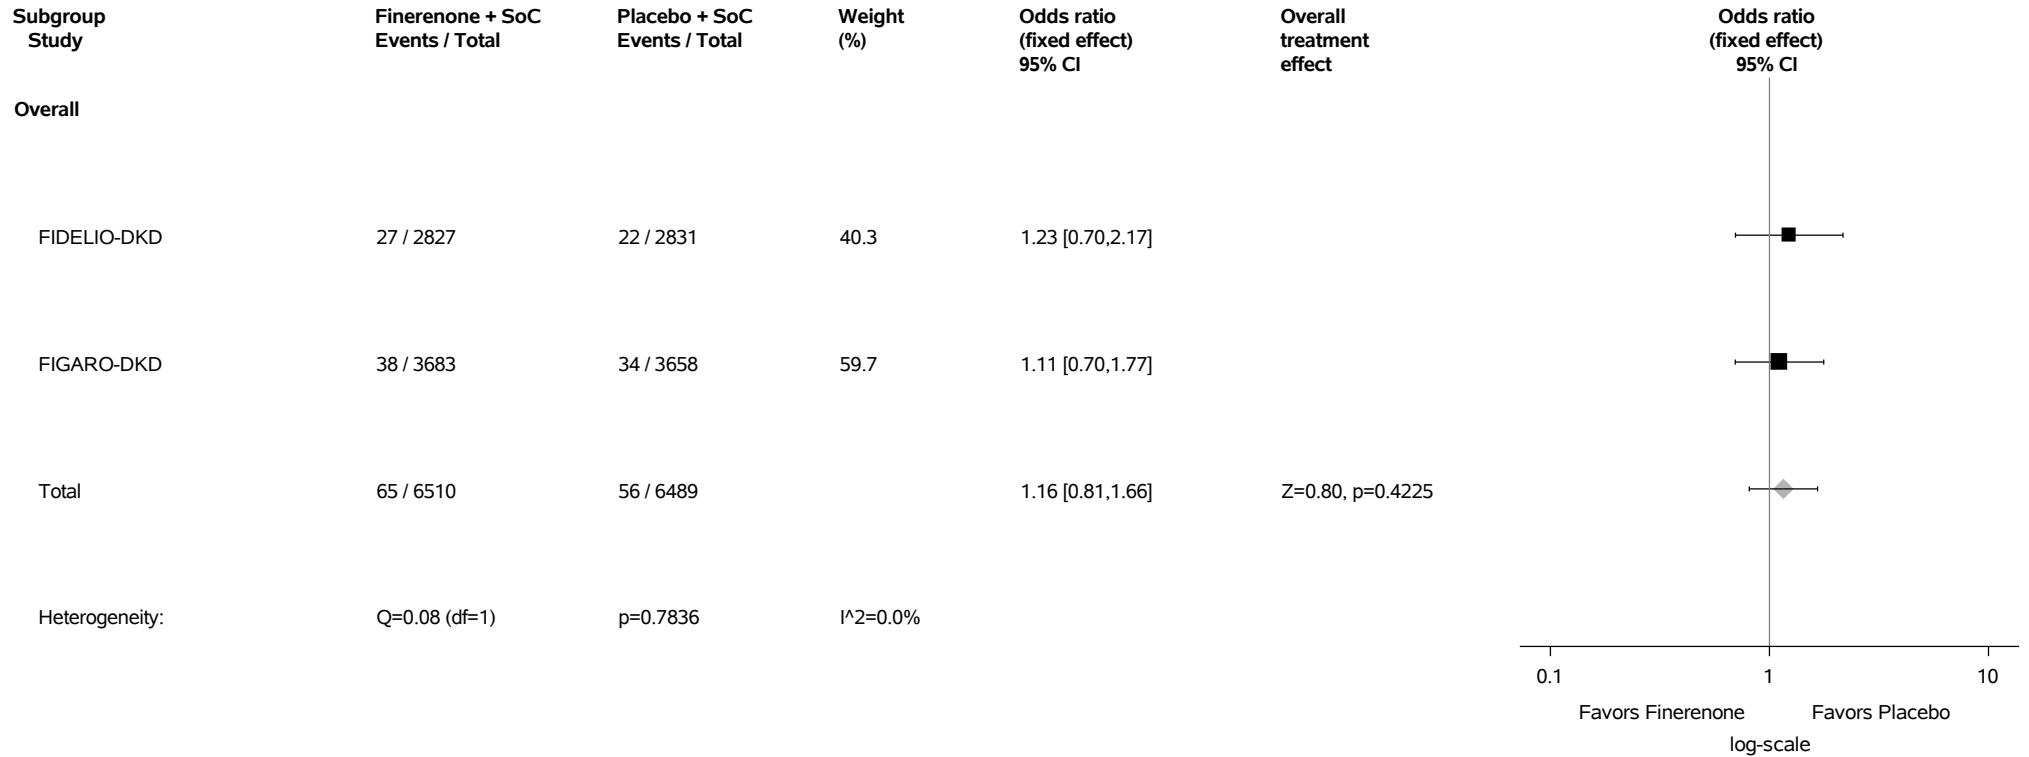 Subgroup Finerenone + SoC Placebo + SoC Weight Odds ratio Overall Odds ratio
Study Events / Total Events / Total (%) (fixed effect) treatment (fixed effect)
95% CI effect 95% CI
Overall
FIDELIO-DKD 27 / 2827 22 / 2831 40.3 1.23 [0.70,2.17]
FIGARO-DKD 38 / 3683 34 / 3658 59.7 1.11 [0.70,1.77]
Total 65 / 6510 56 / 6489 1.16 [0.81,1.66] Z=0.80, p=0.4225
Heterogeneity: Q=0.08 (df=1) p=0.7836 I^2=0.0%
0.1 1 10
Favors Finerenone Favors Placebo
log-scale